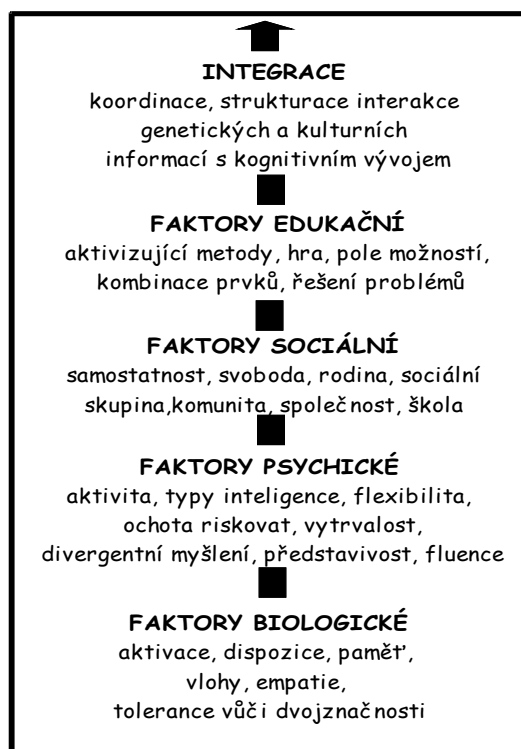 INTEGRACE
koordinace, strukturace interakce
genetických a kulturních
informací s kognitivním vývojem
FAKTORY EDUKAČNÍ
aktivizující metody, hra, pole možností,
kombinace prvků, řešení problémů
FAKTORY SOCIÁLNÍ
samostatnost, svoboda, rodina, sociální
skupina,komunita, společnost, škola
FAKTORY PSYCHICKÉ
aktivita, typy inteligence, flexibilita,
ochota riskovat, vytrvalost,
divergentní myšlení, představivost, fluence
FAKTORY BIOLOGICKÉ
aktivace, dispozice, paměť,
vlohy, empatie,
tolerance vůči dvojznačnosti